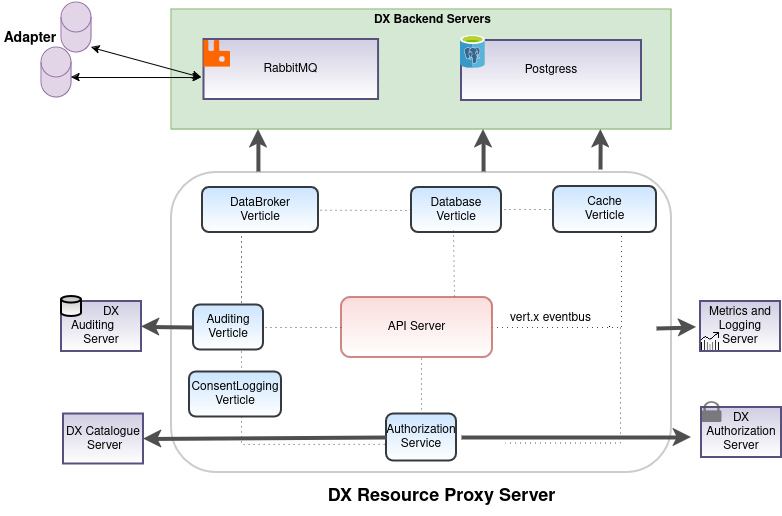 DX Backend Servers
Adapter
RabbitMQ
Postgress
DataBroker
Verticle
Database
Verticle
Cache
Verticle
DX
Auditing
Server
Auditing
Verticle
API Server
vert.x eventbus
Metrics and
Logging
Server
ConsentLogging
Verticle
DX Catalogue
Server
Authorization
Service
DX
Authorization
Server
DX Resource Proxy Server